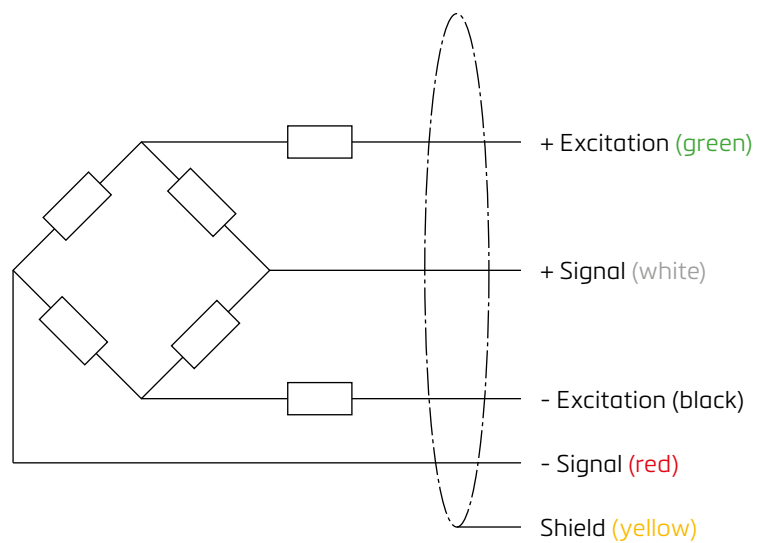 + Excitation (green)
+ Signal (white)
- Excitation (black)
- Signal (red)
Shield (yellow)